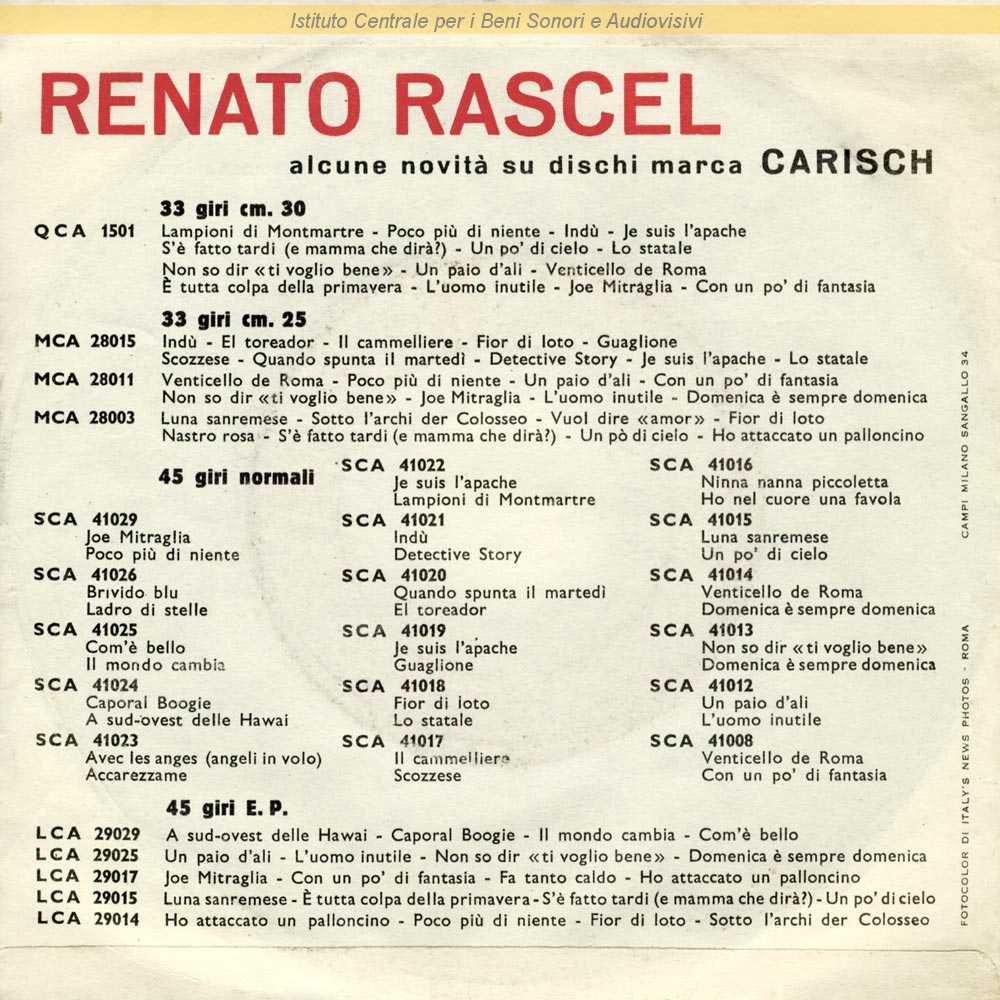 Istituto Centrale per i Beni Sonori e Audiovisivi
RENATO RASCEL
alcune novità su dischi marca CARISCH
33 giri cm. 30
QCA 1501 Lampioni di Montmartre - Poco più di niente - Indù - Je suis l'apache
S'è fatto tardi (e mamma che dirà?) - Un po' di cielo - Lo statale
Non so dir «ti voglio bene» - Un paio d'ali - Venticello de Roma
È tutta colpa della primavera - L'uomo inutile - Joe Mitraglia - Con un po' di fantasia
33 giri cm. 25
MCA 28015 Indù - El toreador - Il cammelliere - Fior di loto - Guaglione
Scozzese - Quando spunta il martedì - Detective Story - Je suis l'apache - Lo statale
MCA 28011 Venticello de Roma - Poco più di niente - Un paio d'ali - Con un po' di fantasia
Non so dir «ti voglio bene» - Joe Mitraglia - L'uomo inutile - Domenica è sempre domenica
MCA 28003 Luna sanremese - Sotto l'archi der Colosseo - Vuol dire «amor» - Fior di loto
Nastro rosa - S'è fatto tardi (e mamma che dirà?) - Un pò di cielo - Ho attaccato un palloncino
45 giri normali
SCA 41029
Joe Mitraglia
Poco più di niente
SCA 41026
Brivido blu
Ladro di stelle
SCA 41025
Com'è bello
Il mondo cambia
SCA 41024
Caporal Boogie
A sud-ovest delle Hawai
SCA 41023
Avec les anges (angeli in volo)
Accarezzame
SCA 41022
Je suis l'apache
Lampioni di Montmartre
SCA 41021
Indù
Detective Story
SCA 41020
Quando spunta il martedì
El toreador
SCA 41019
Je suis l'apache
Guaglione
SCA 41018
Fior di loto
Lo statale
SCA 41017
Il cammelliere
Scozzese
SCA 41016
Ninna nanna piccoletta
Ho nel cuore una favola
SCA 41015
Luna sanremese
Un po' di cielo
SCA 41014
Venticello de Roma
Domenica è sempre domenica
SCA 41013
Non so dir «ti voglio bene»
Domenica è sempre domenica
SCA 41012
Un paio d'ali
L'uomo inutile
SCA 41008
Venticello de Roma
Con un po' di fantasia
45 giri E. P.
LCA 29029 A sud-ovest delle Hawai - Caporal Boogie - Il mondo cambia - Com'è bello
LCA 29025 Un paio d'ali - L'uomo inutile - Non so dir «ti voglio bene» - Domenica è sempre domenica
LCA 29017 Joe Mitraglia - Con un po' di fantasia - Fa tanto caldo - Ho attaccato un palloncino
LCA 29015 Luna sanremese - È tutta colpa della primavera - S'è fatto tardi (e mamma che dirà?) - Un po' di cielo
LCA 29014 Ho attaccato un palloncino - Poco più di niente - Fior di loto - Sotto l'archi der Colosseo
CAMPI MILANO SANGALLO 34
FOTOCOLOR DI ITALY'S NEWS PHOTOS - ROMA